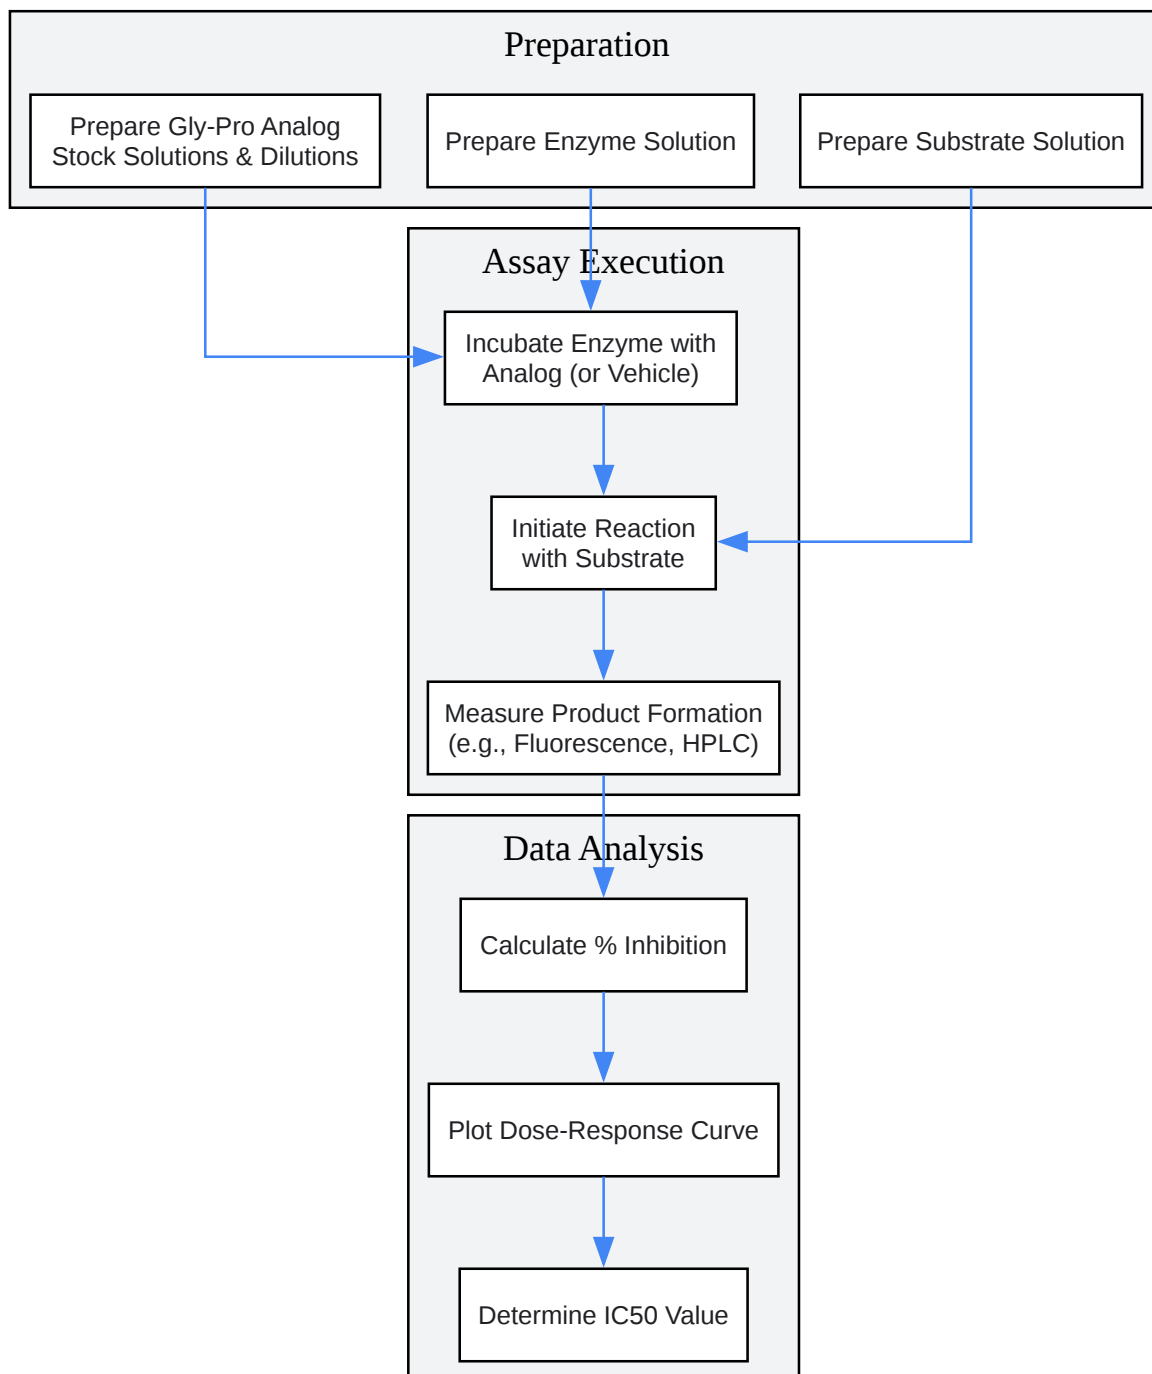 Preparation
Prepare Gly-Pro Analog
Stock Solutions & Dilutions
Prepare Enzyme Solution
Prepare Substrate Solution
Assay Execution
Incubate Enzyme with
Analog (or Vehicle)
Initiate Reaction
with Substrate
Measure Product Formation
(e.g., Fluorescence, HPLC)
Data Analysis
Calculate % Inhibition
Plot Dose-Response Curve
Determine IC50 Value